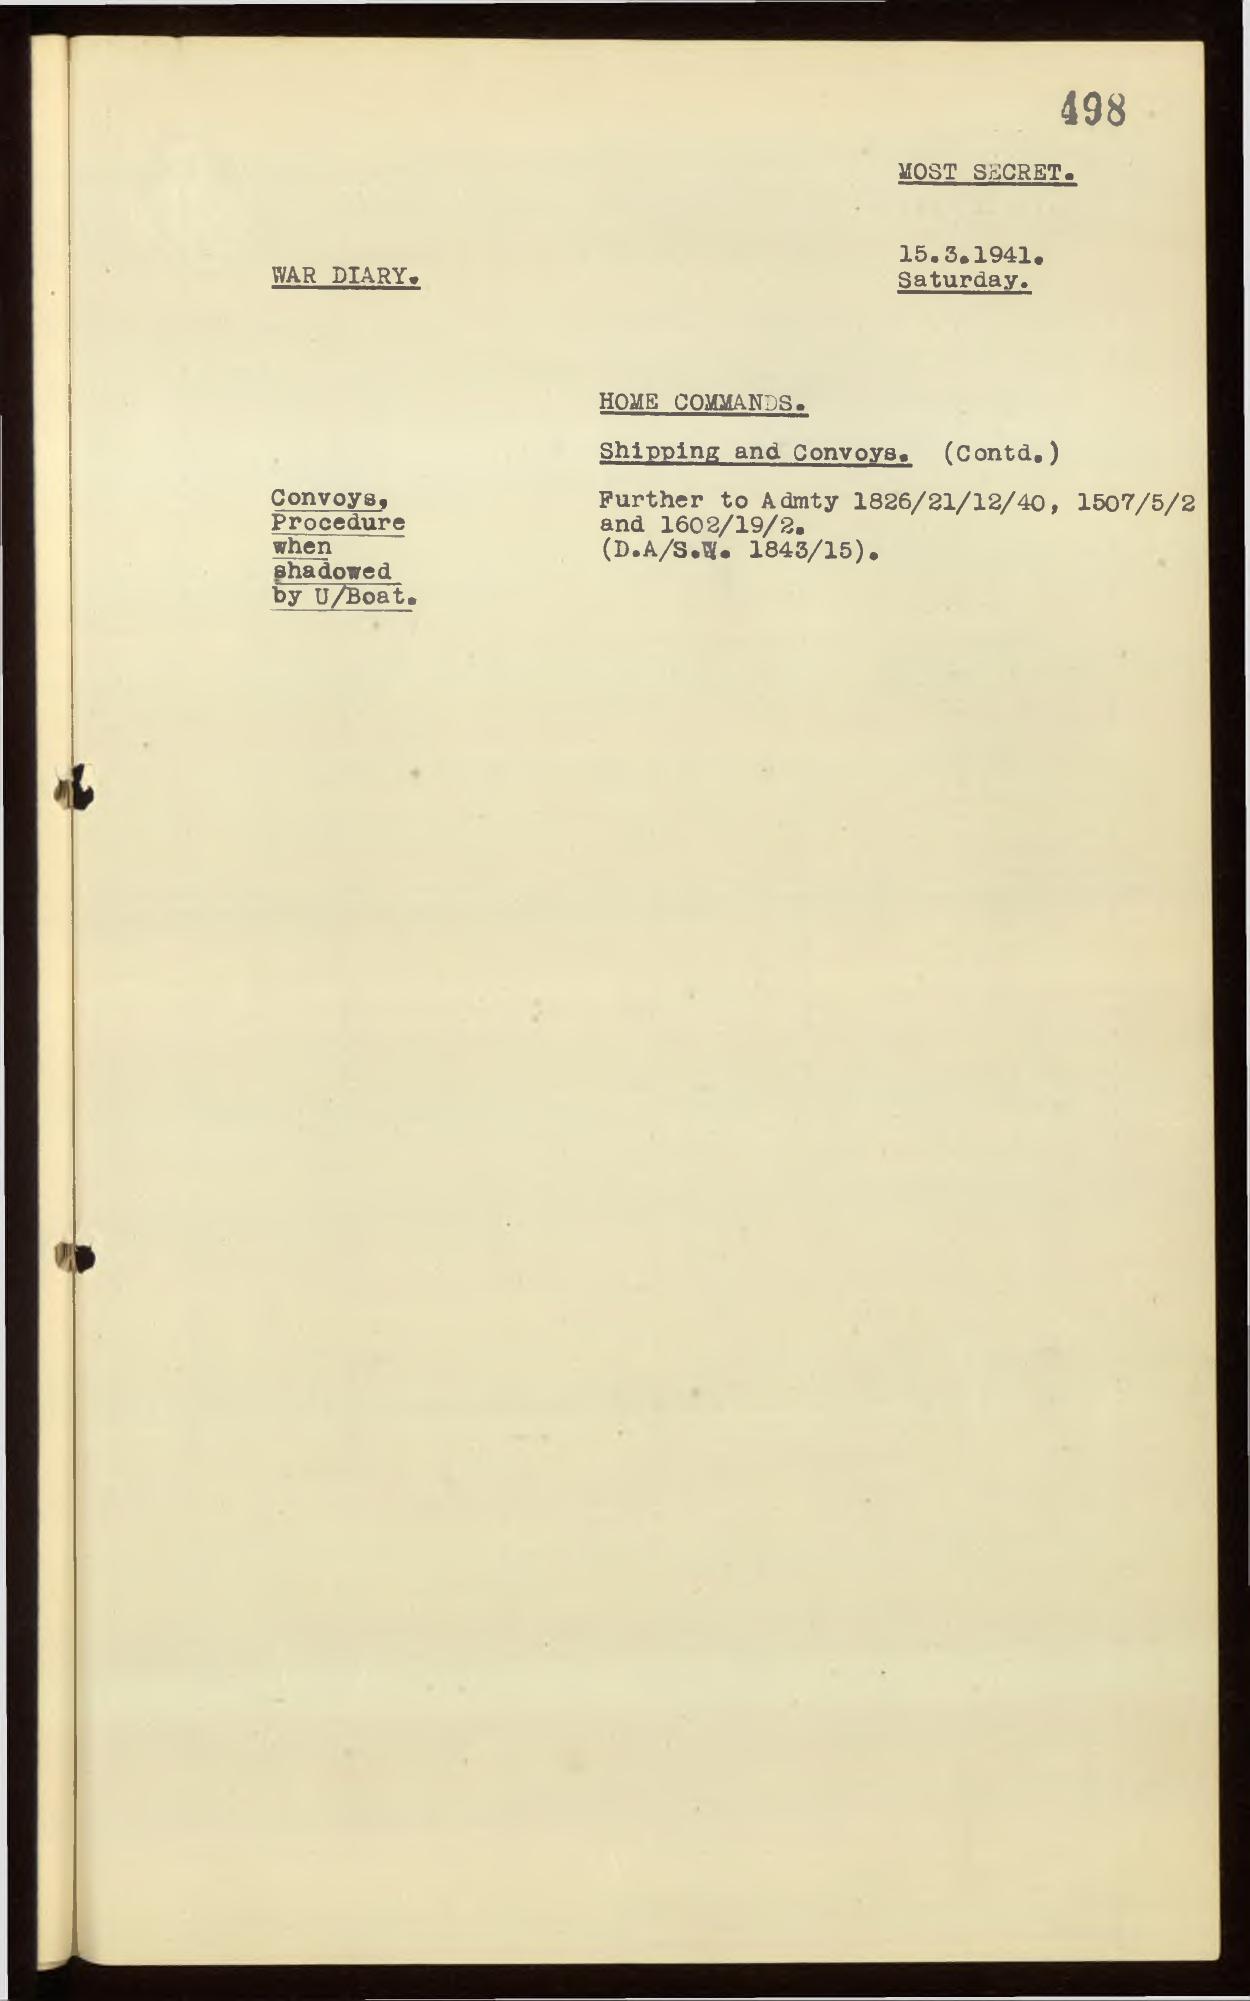 498
MOST SECRET.
15.3.1941.
Saturday.
WAR DIARY.
HOME COMMANDS.
Shipping and Convoys. (Contd.)
Convoys,
Procedure
when
shadowed
by U/Boat.
Further to Admty 1826/21/12/40, 1507/5/2
and 1602/19/2.
(D.A/S.W. 1843/15).